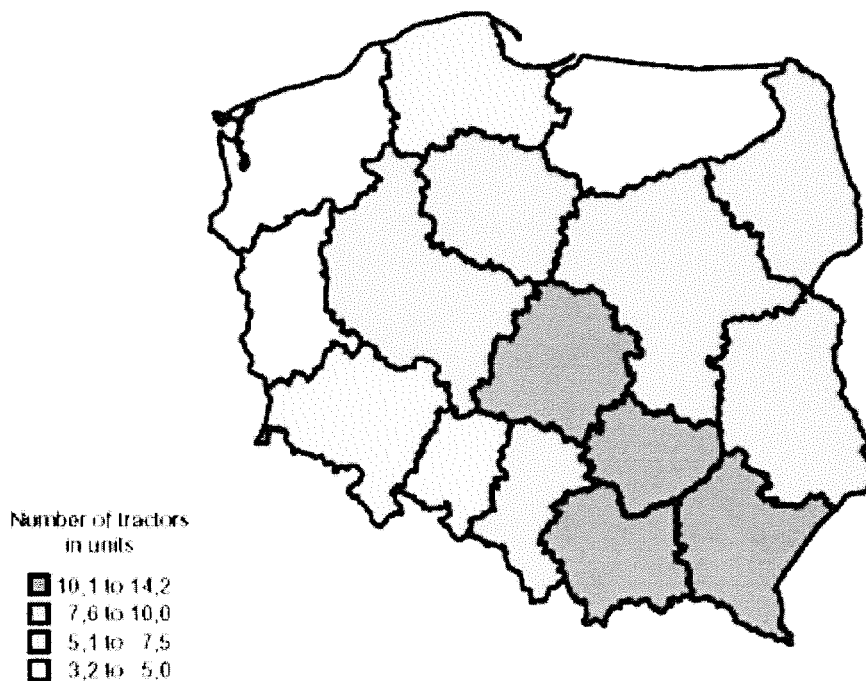 Number of tractors
in units
10,1 to 14,2
7,6 to 10,0
5,1 to 7,5
3,2 to 5,0